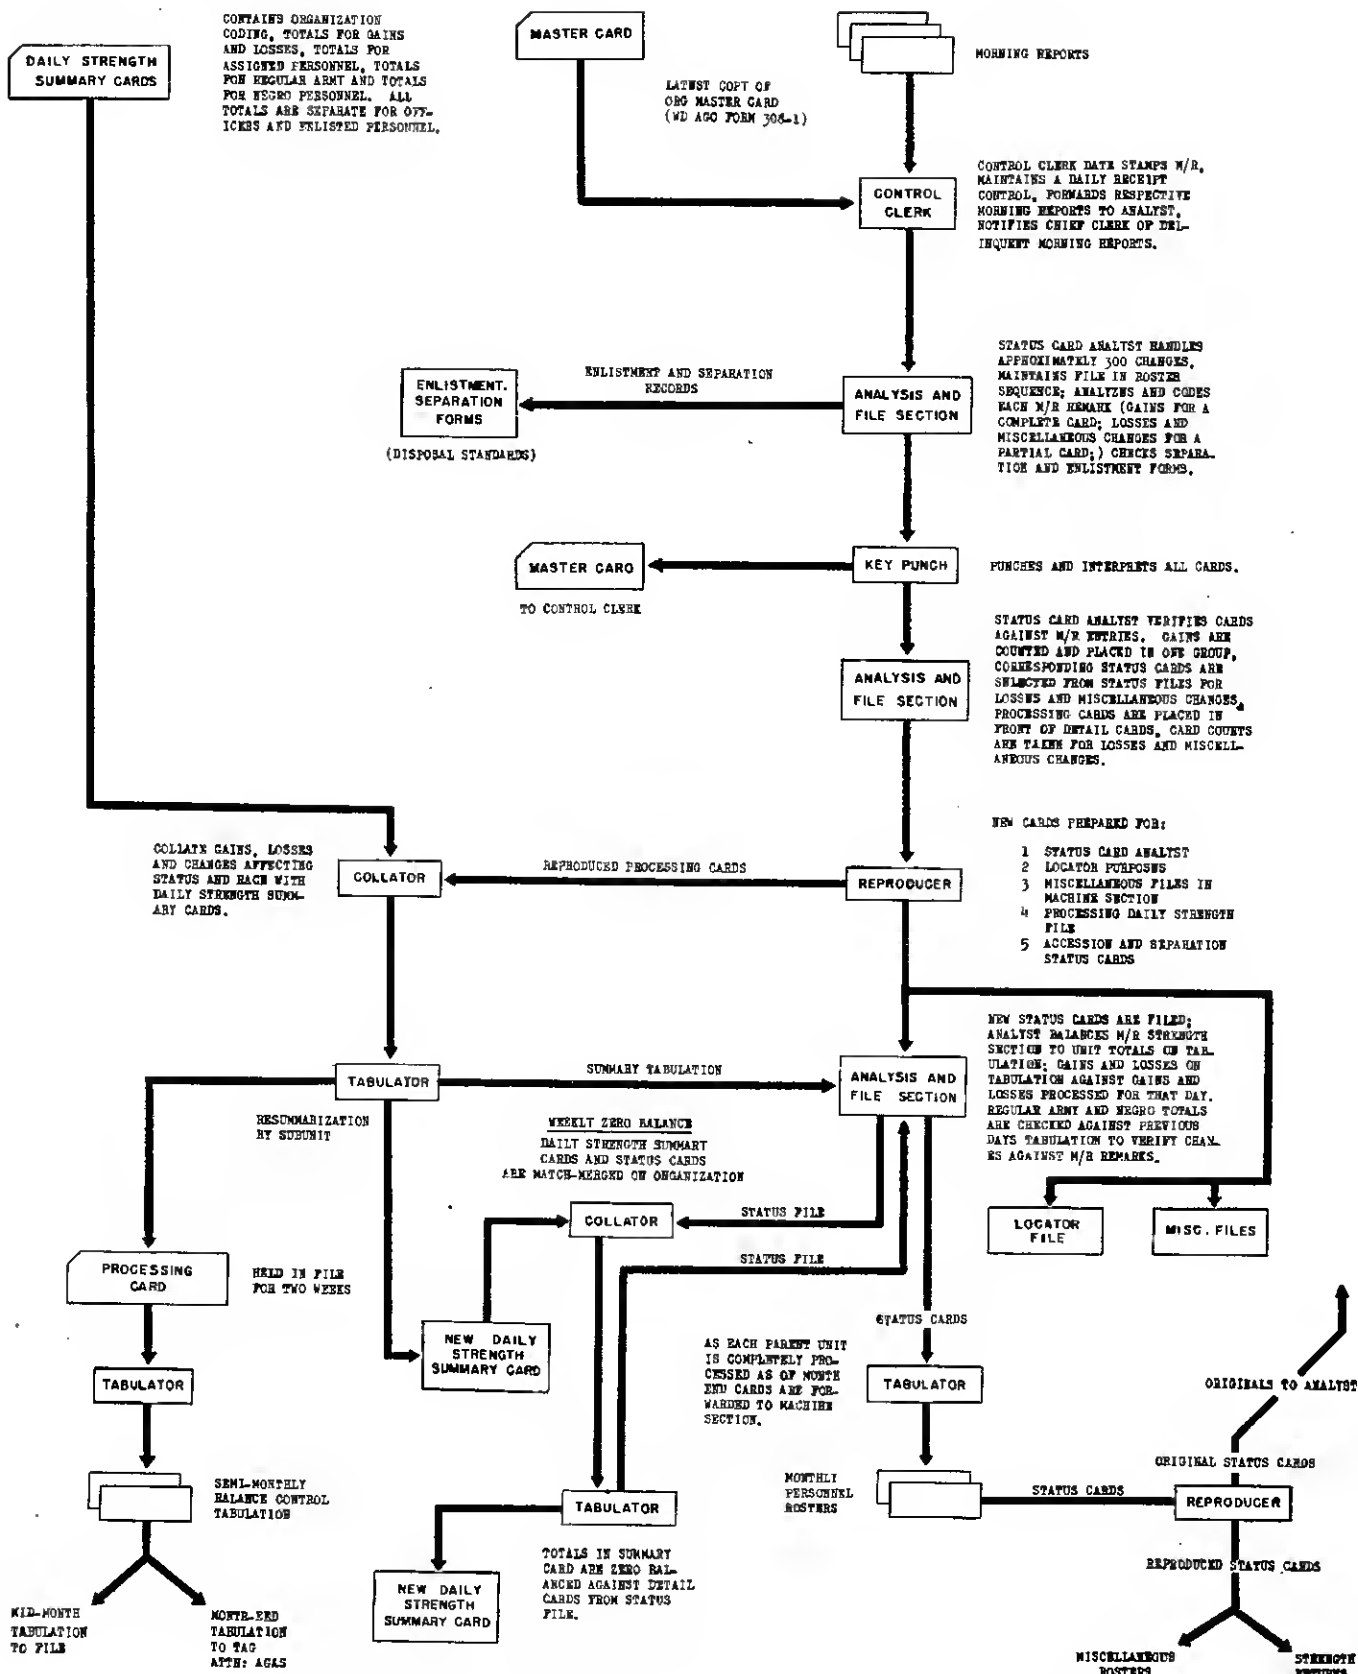 DAILY STRENGTH
SUMMARY CARDS
CONTAINS ORGANIZATION
CODING, TOTALS FOR GAINS
AND LOSSES, TOTALS FOR
ASSIGNED PERSONNEL, TOTALS
FOR REGULAR ARMY AND TOTALS
FOR NEGRO PERSONNEL. ALL
TOTALS ARE SEPARATE FOR OFF-
ICERS AND ENLISTED PERSONNEL.
MASTER CARD
LATEST COPY OF
ORG MASTER CARD
(WD AGO FORM 308-1)
MORNING REPORTS
CONTROL
CLERK
CONTROL CLERK DATE STAMPS M/R,
MAINTAINS A DAILY RECEIPT
CONTROL, FORWARDS RESPECTIVE
MORNING REPORTS TO ANALYST,
NOTIFIES CHIEF CLERK OF DEL-
INQUENT MORNING REPORTS.
ENLISTMENT.
SEPARATION
FORMS
(DISPOSAL STANDARDS)
ENLISTMENT AND SEPARATION
RECORDS
ANALYSIS AND
FILE SECTION
STATUS CARD ANALYST HANDLES
APPROXIMATELY 300 CHANGES.
MAINTAINS FILE IN ROSTER
SEQUENCE; ANALYZES AND CODES
EACH M/R REMARK (GAINS FOR A
COMPLETE CARD; LOSSES AND
MISCELLANEOUS CHANGES FOR A
PARTIAL CARD;) CHECKS SEPARA-
TION AND ENLISTMENT FORMS.
MASTER CARD
TO CONTROL CLERK
KEY PUNCH
PUNCHES AND INTERPRETS ALL CARDS.
ANALYSIS AND
FILE SECTION
STATUS CARD ANALYST VERIFIES CARDS
AGAINST M/R ENTRIES. GAINS ARE
COUNTED AND PLACED IN ONE GROUP,
CORRESPONDING STATUS CARDS ARE
SELECTED FROM STATUS FILES FOR
LOSSES AND MISCELLANEOUS CHANGES,
PROCESSING CARDS ARE PLACED IN
FRONT OF DETAIL CARDS, CARD COUNTS
ARE TAKEN FOR LOSSES AND MISCELL-
ANEOUS CHANGES.
COLLATE GAINS, LOSSES
AND CHANGES AFFECTING
STATUS AND RACE WITH
DAILY STRENGTH SUMM-
ARY CARDS.
COLLATOR
REPRODUCED PROCESSING CARDS
REPRODUCER
NEW CARDS PREPARED FOR:
1 STATUS CARD ANALYST
2 LOCATOR PURPOSES
3 MISCELLANEOUS FILES IN
MACHINE SECTION
4 PROCESSING DAILY STRENGTH
FILE
5 ACCESSION AND SEPARATION
STATUS CARDS
TABULATOR
SUMMARY TABULATION
ANALYSIS AND
FILE SECTION
NEW STATUS CARDS ARE FILED;
ANALYST BALANCES M/R STRENGTH
SECTION TO UNIT TOTALS ON TAB-
ULATION; GAINS AND LOSSES ON
TABULATION AGAINST GAINS AND
LOSSES PROCESSED FOR THAT DAY.
REGULAR ARMY AND NEGRO TOTALS
ARE CHECKED AGAINST PREVIOUS
DAYS TABULATION TO VERIFY CHAN-
ES AGAINST M/R REMARKS.
RESUMMARIZATION
BY SUBUNIT
WEEKLY ZERO BALANCE
DAILY STRENGTH SUMMARY
CARDS AND STATUS CARDS
ARE MATCH-MERGED ON ORGANIZATION
COLLATOR
STATUS FILE
STATUS FILE
LOCATOR
FILE
MISC. FILES
PROCESSING
CARD
HELD IN FILE
FOR TWO WEEKS
NEW DAILY
STRENGTH
SUMMARY CARD
STATUS CARDS
AS EACH PARENT UNIT
IS COMPLETELY PRO-
CESSED AS OF MONTH
END CARDS ARE FOR-
WARDED TO MACHINE
SECTION.
TABULATOR
TABULATOR
ORIGINALS TO ANALYST
ORIGINAL STATUS CARDS
SEMI-MONTHLY
BALANCE CONTROL
TABULATION
TABULATOR
MONTHLY
PERSONNEL
ROSTERS
STATUS CARDS
REPRODUCER
REPRODUCED STATUS CARDS
NEW DAILY
STRENGTH
SUMMARY CARD
TOTALS IN SUMMARY
CARD ARE ZERO BAL-
ANCED AGAINST DETAIL
CARDS FROM STATUS
FILE.
MID-MONTH
TABULATION
TO FILE
MONTH-END
TABULATION
TO TAG
ATTN: AGAS
MISCELLANEOUS
ROSTERS
STRENGTH
RETURNS